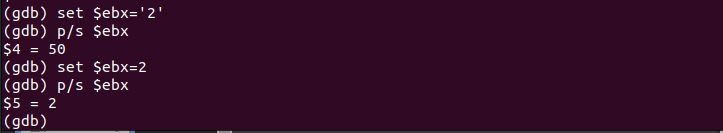 (gdb) set $ebx='2'
(gdb) p/s $ebx
$4 = 50
(gdb) set $ebx=2
(gdb) p/s $ebx
$5 = 2
(gdb)